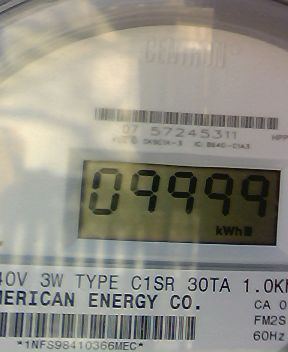 CENTRON
07 57245311
09999
kWh
40V 3W TYPE C1SR 30TA 1.0K
MERICAN ENERGY CO.
CA 0
FM2S
60Hz
*1NFS98410366MEC*